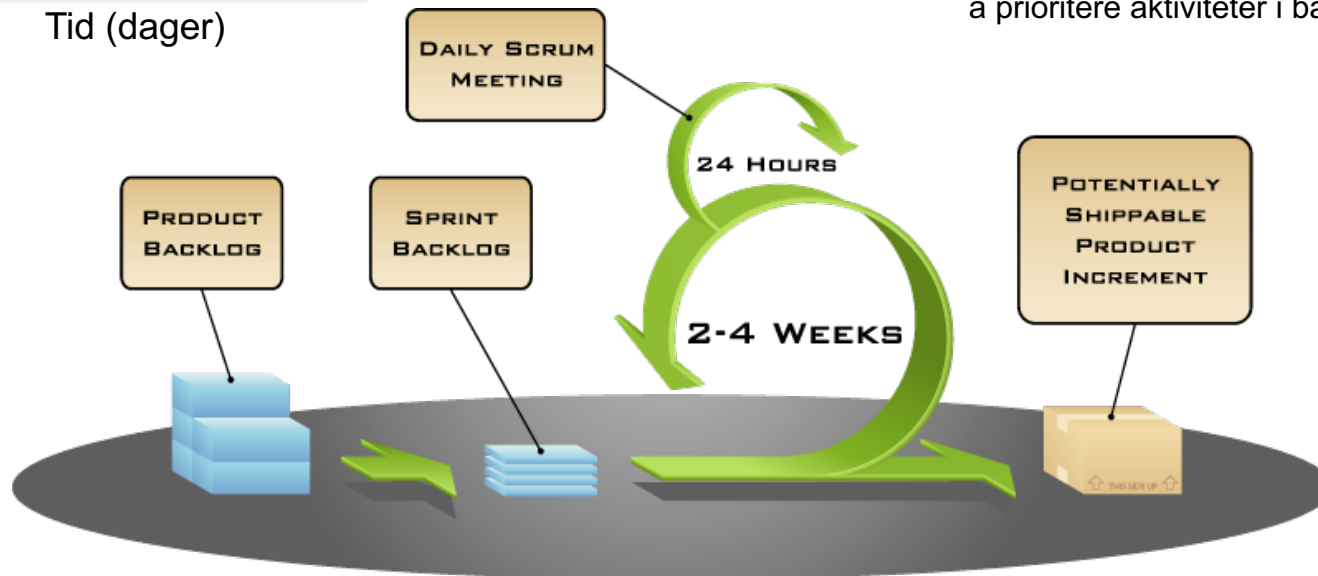 Tid (dager)
å prioritere aktiviteter i
DAILY SCRUM
MEETING
24 HOURS
PRODUCT
BACKLOG
SPRINT
BACKLOG
POTENTIALLY
SHIPPABLE
PRODUCT
INCREMENT
2-4 WEEKS
THIS SIDE UP